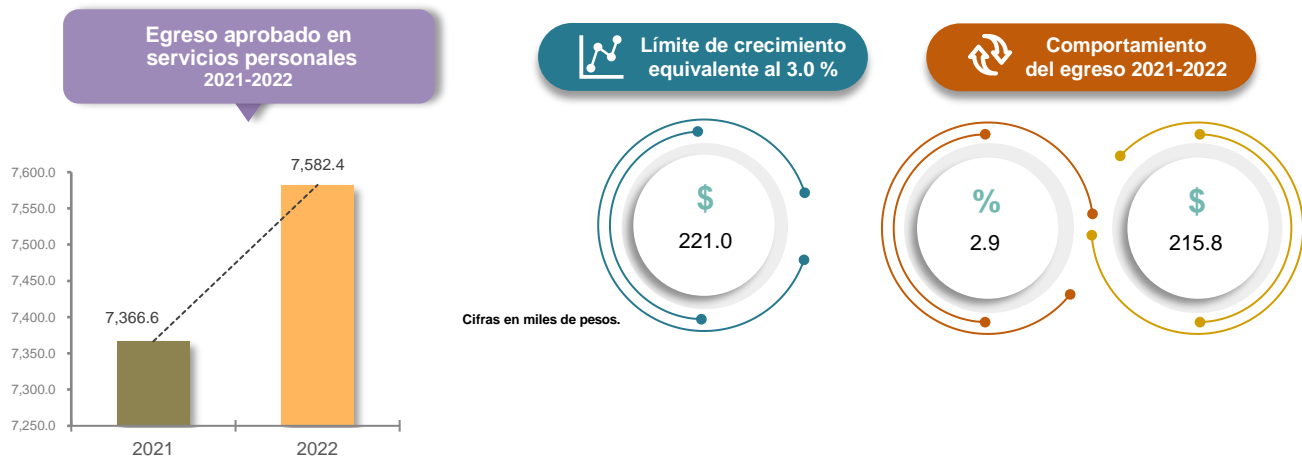 Egreso aprobado en
servicios personales
2021-2022
7,600.0
7,550.0
7,500.0
7,450.0
7,400.0
7,350.0
7,300.0
7,250.0
7,366.6
7,582.4
2021
2022
Límite de crecimiento
equivalente al 3.0 %
$
221.0
Cifras en miles de pesos.
Comportamiento
del egreso 2021-2022
%
2.9
$
215.8